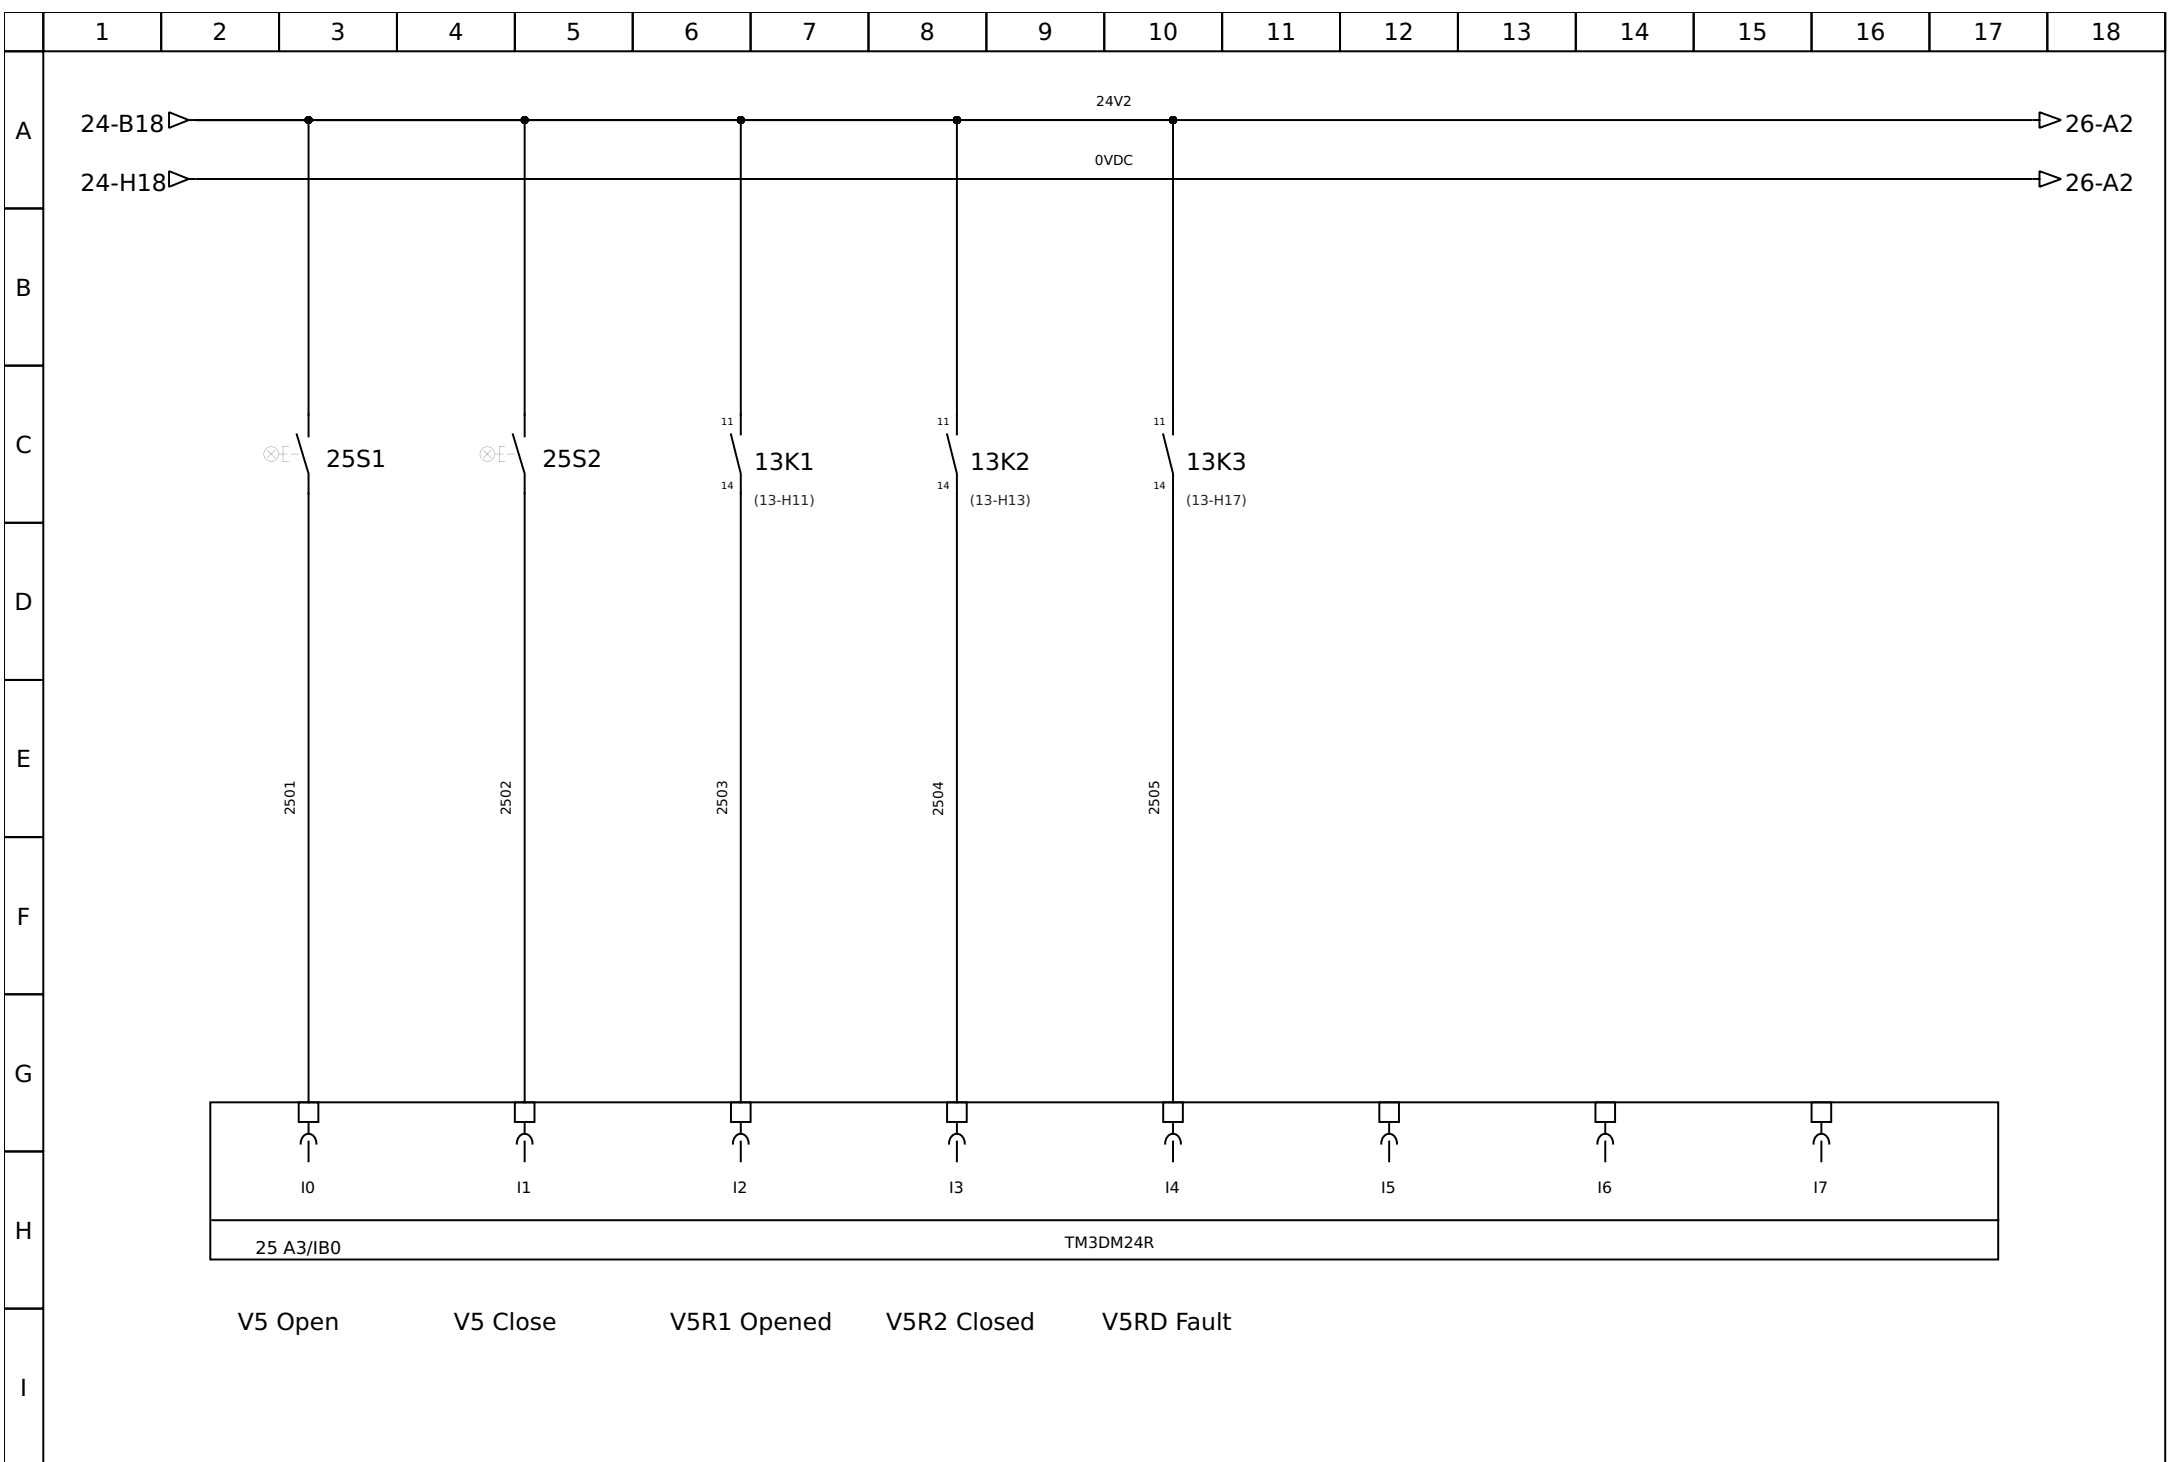 1 2 3 4 5 6 7 8 9 10 11 12 13 14 15 16 17 18
A
24V2
24-B18 26-A2
0VDC
24-H18 26-A2
B
C
11 11 11
25S1 25S2 13K1 13K2 13K3
14 14 14
(13-H11) (13-H13) (13-H17)
D
E
2501 2502 2503 2504 2505
F
G
I0 I1 I2 I3 I4 I5 I6 I7
H
25 A3/IB0 TM3DM24R
V5 Open V5 Close V5R1 Opened V5R2 Closed V5RD Fault
I